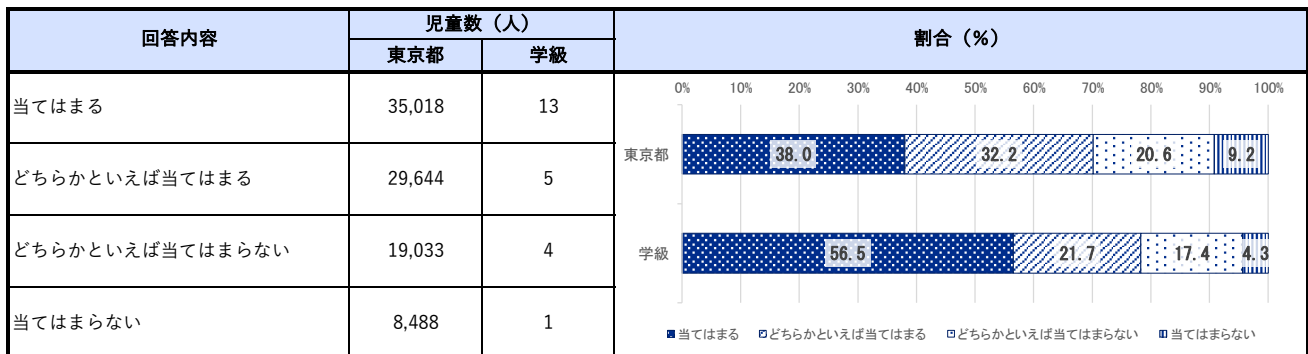 回答内容
児童数（人）
割合（%）
東京都
学級
当てはまる
35,018
13
どちらかといえば当てはまる
29,644
5
どちらかといえば当てはまらない
19,033
4
当てはまらない
8,488
1
0% 10% 20% 30% 40% 50% 60% 70% 80% 90% 100%
東京都 38.0 32.2 20.6 9.2
学級 56.5 21.7 17.4 4.3
当てはまる どちらかといえば当てはまる どちらかといえば当てはまらない 当てはまらない